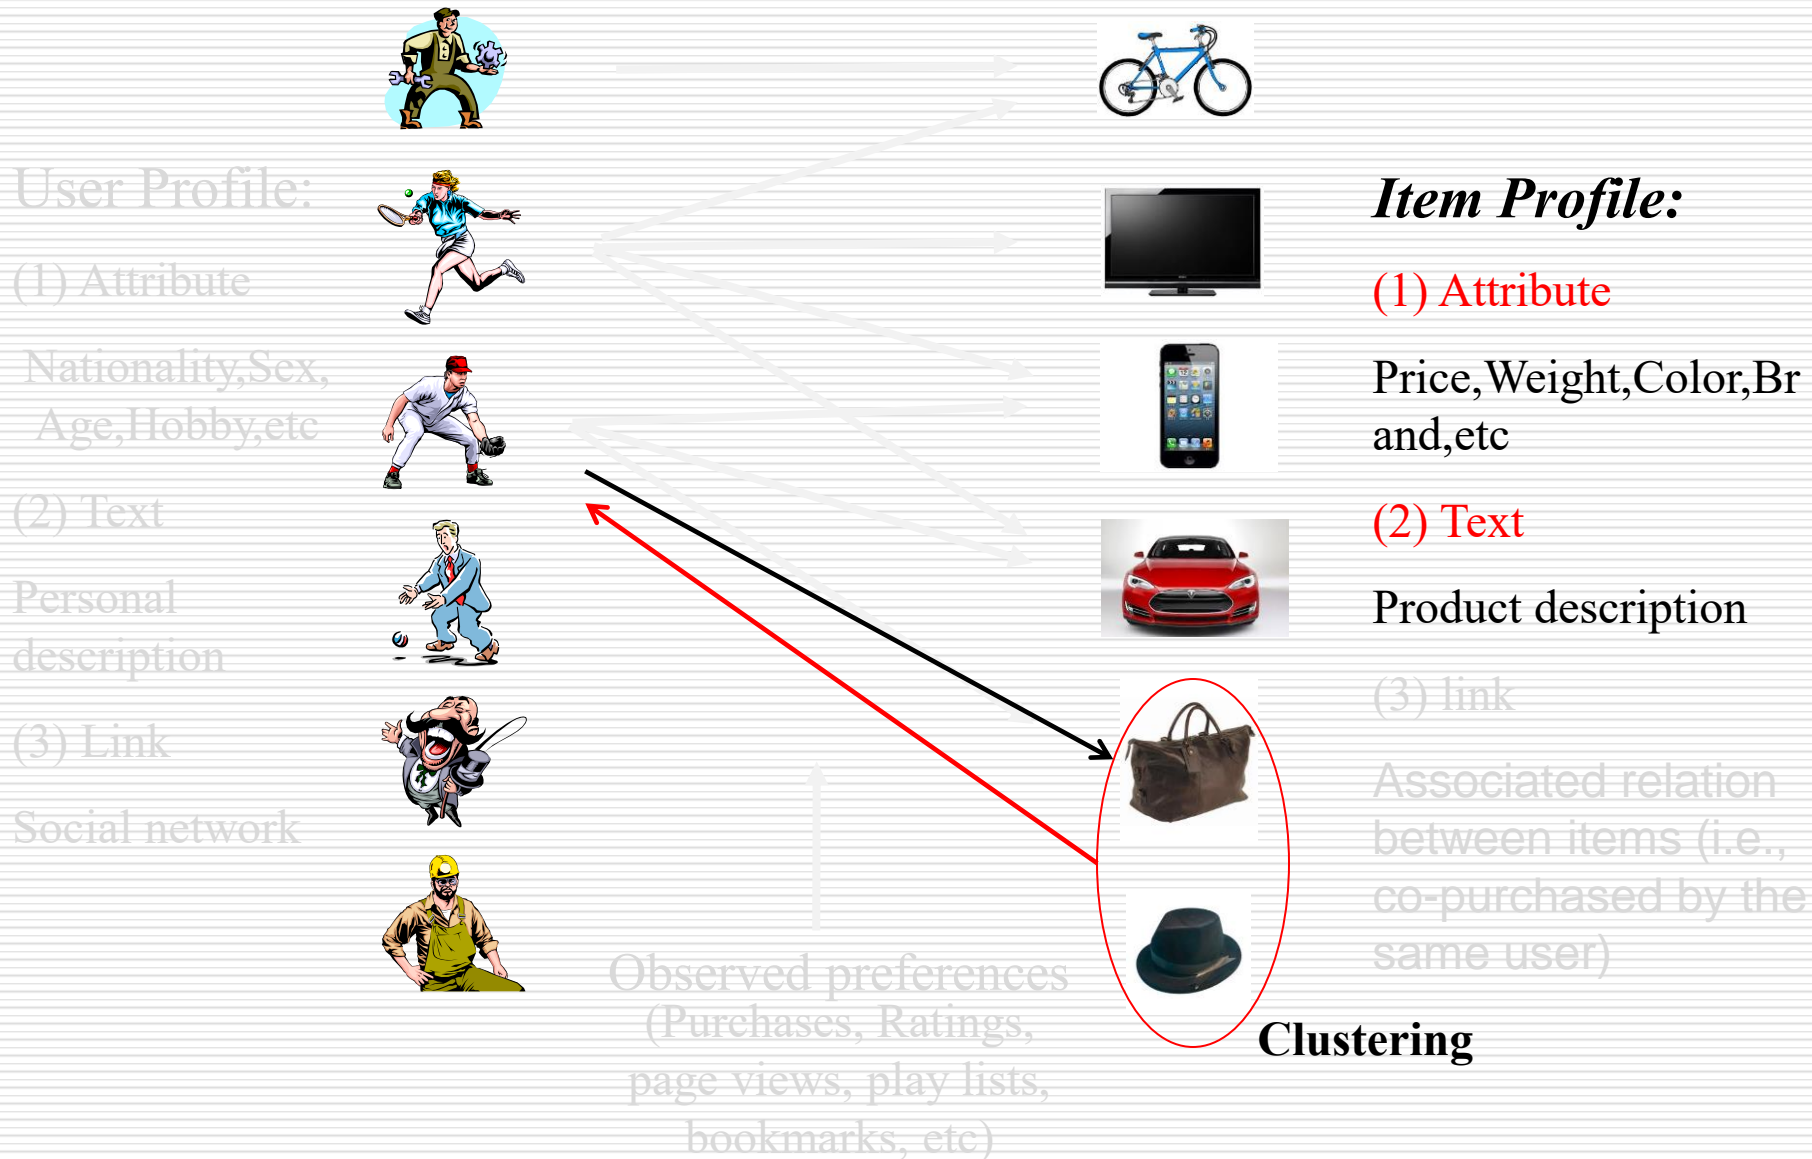 User Profile:
(1) Attribute
Nationality,Sex,
Age,Hobby,etc
(2) Text
Personal
description
(3) Link
Social network
Observed preferences
(Purchases, Ratings,
page views, play lists,
bookmarks, etc)
Item Profile:
(1) Attribute
Price,Weight,Color,Br
and,etc
(2) Text
Product description
(3) link
Associated relation
between items (i.e.,
co-purchased by the
same user)
Clustering